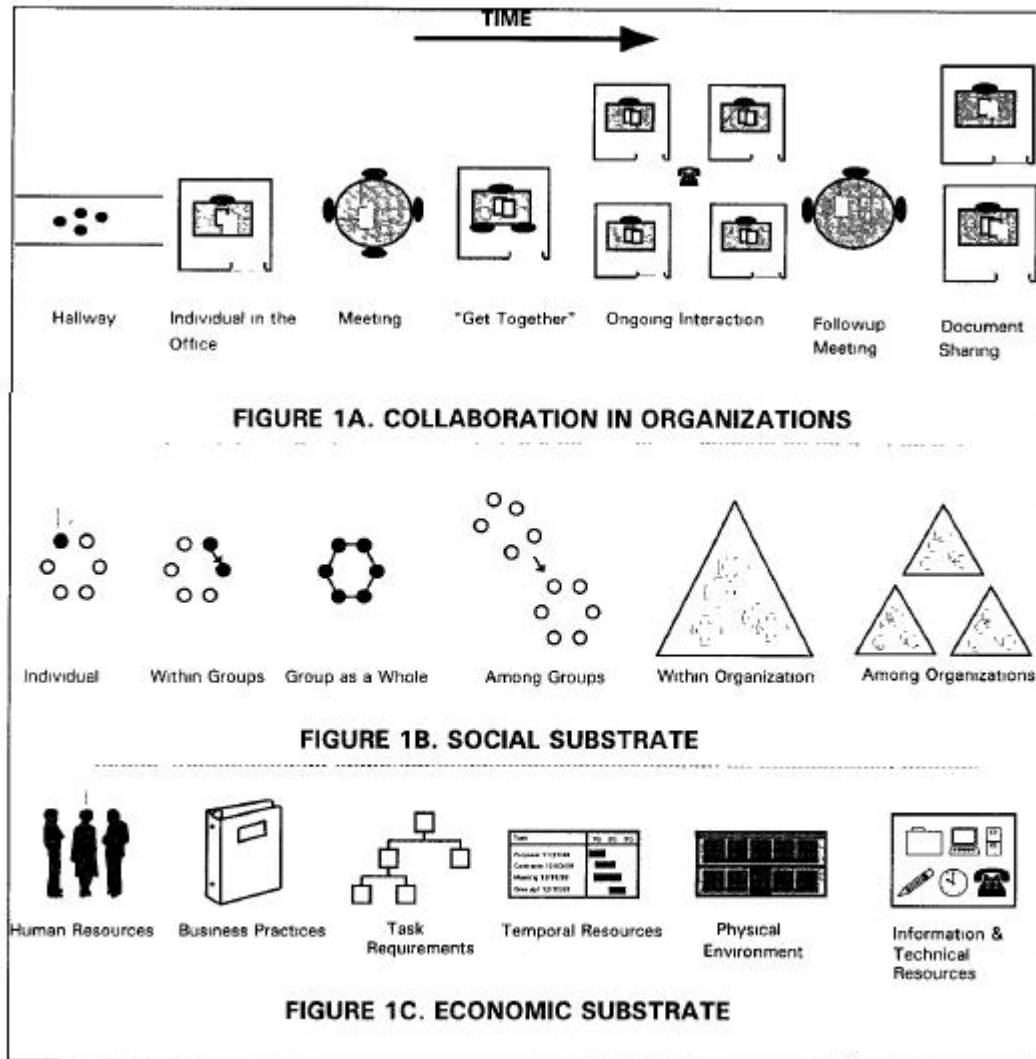 TIME
Hallway
Individual in the
Office
Meeting
"Get Together"
Ongoing Interaction
Followup
Meeting
Document
Sharing
FIGURE 1A. COLLABORATION IN ORGANIZATIONS
Individual
Within Groups
Group as a Whole
Among Groups
Within Organization
Among Organizations
FIGURE 1B. SOCIAL SUBSTRATE
Task
Human Resources
Business Practices
Task
Requirements
Temporal Resources
Physical
Environment
Information &
Technical
Resources
FIGURE 1C. ECONOMIC SUBSTRATE